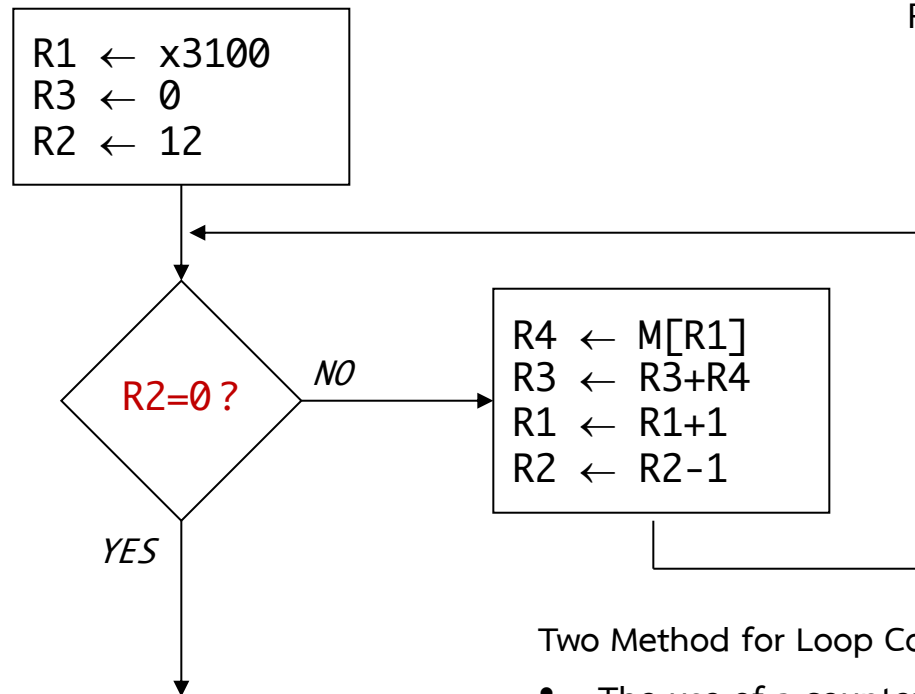 R1 ← x3100
R3 ← 0
R2 ← 12
R2=0?
NO
R4 ← M[R1]
R3 ← R3+R4
R1 ← R1+1
R2 ← R2-1
YES
Two Method for Loop